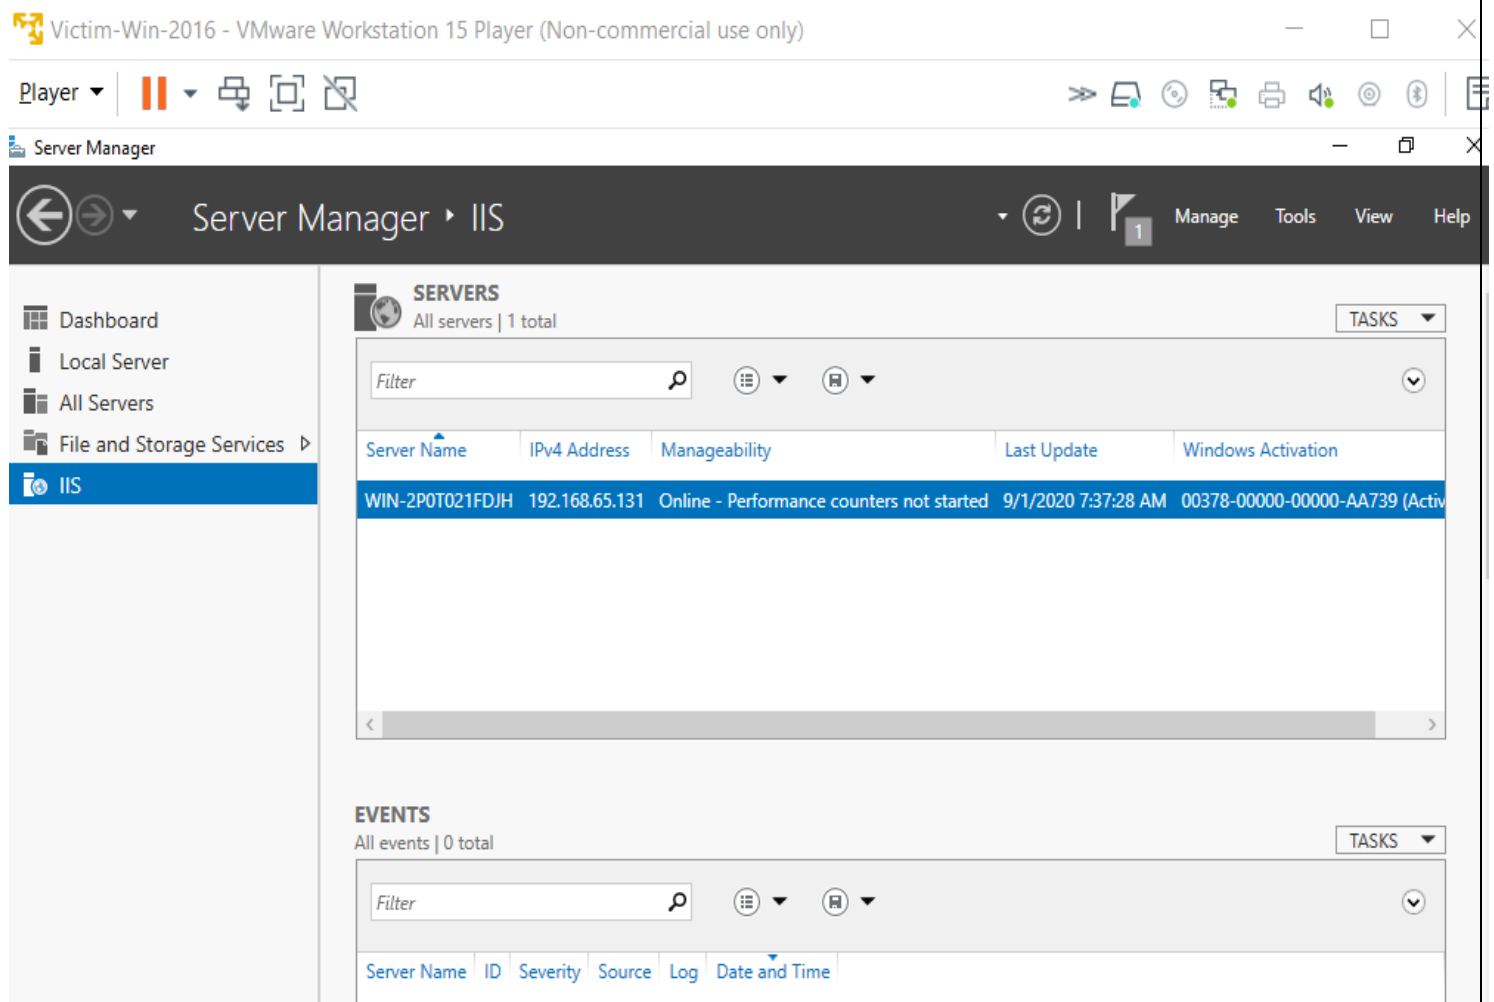 Victim-Win-2016 - VMware Workstation 15 Player (Non-commercial use only)
Player
Server Manager
Server Manager ‣ IIS
1
Manage Tools View Help
Dashboard
Local Server
All Servers
File and Storage Services
IIS
SERVERS
All servers | 1 total
TASKS
Filter
Server Name IPv4 Address Manageability Last Update Windows Activation
WIN-2P0T021FDJH 192.168.65.131 Online - Performance counters not started 9/1/2020 7:37:28 AM 00378-00000-00000-AA739 (Activ
EVENTS
All events | 0 total
TASKS
Filter
Server Name ID Severity Source Log Date and Time